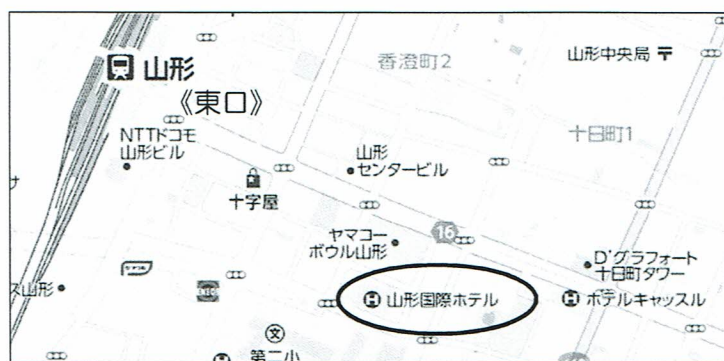 香澄町2
山形中央局
山形
《東口》
NTTドコモ
山形ビル
十日町1
山形
センタービル
十字屋
16
ヤマコー
ボウル山形
D'グラフォート
十日町タワー
ス山形
H 山形国際ホテル
H ホテルキャッスル
文
第二小